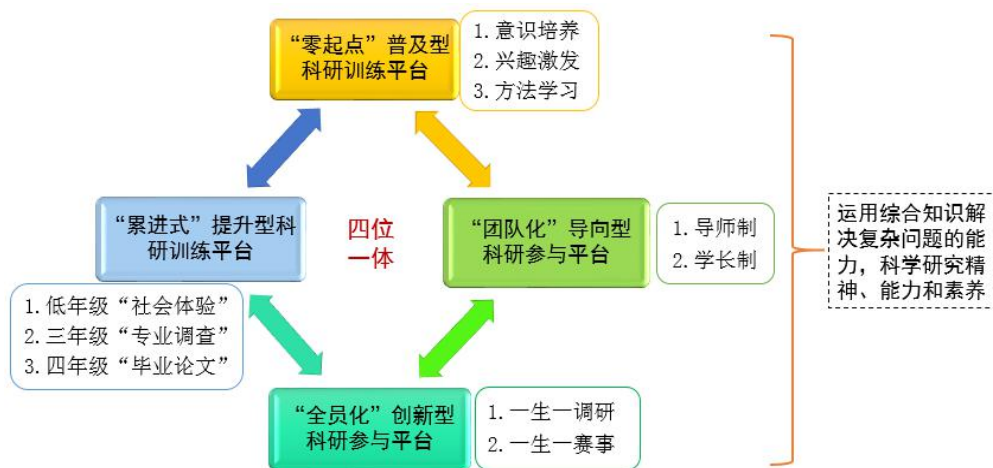 “零起点”普及型
科研训练平台
1. 意识培养
2. 兴趣激发
3. 方法学习
“累进式”提升型科
研训练平台
四位
一体
“团队化”导向型
科研参与平台
1. 导师制
2. 学长制
运用综合知识解
决复杂问题的能
力，科学研究精
神、能力和素养
1. 低年级“社会体验”
2. 三年级“专业调查”
3. 四年级“毕业论文”
“全员化”创新型
科研参与平台
1. 一生一调研
2. 一生一赛事